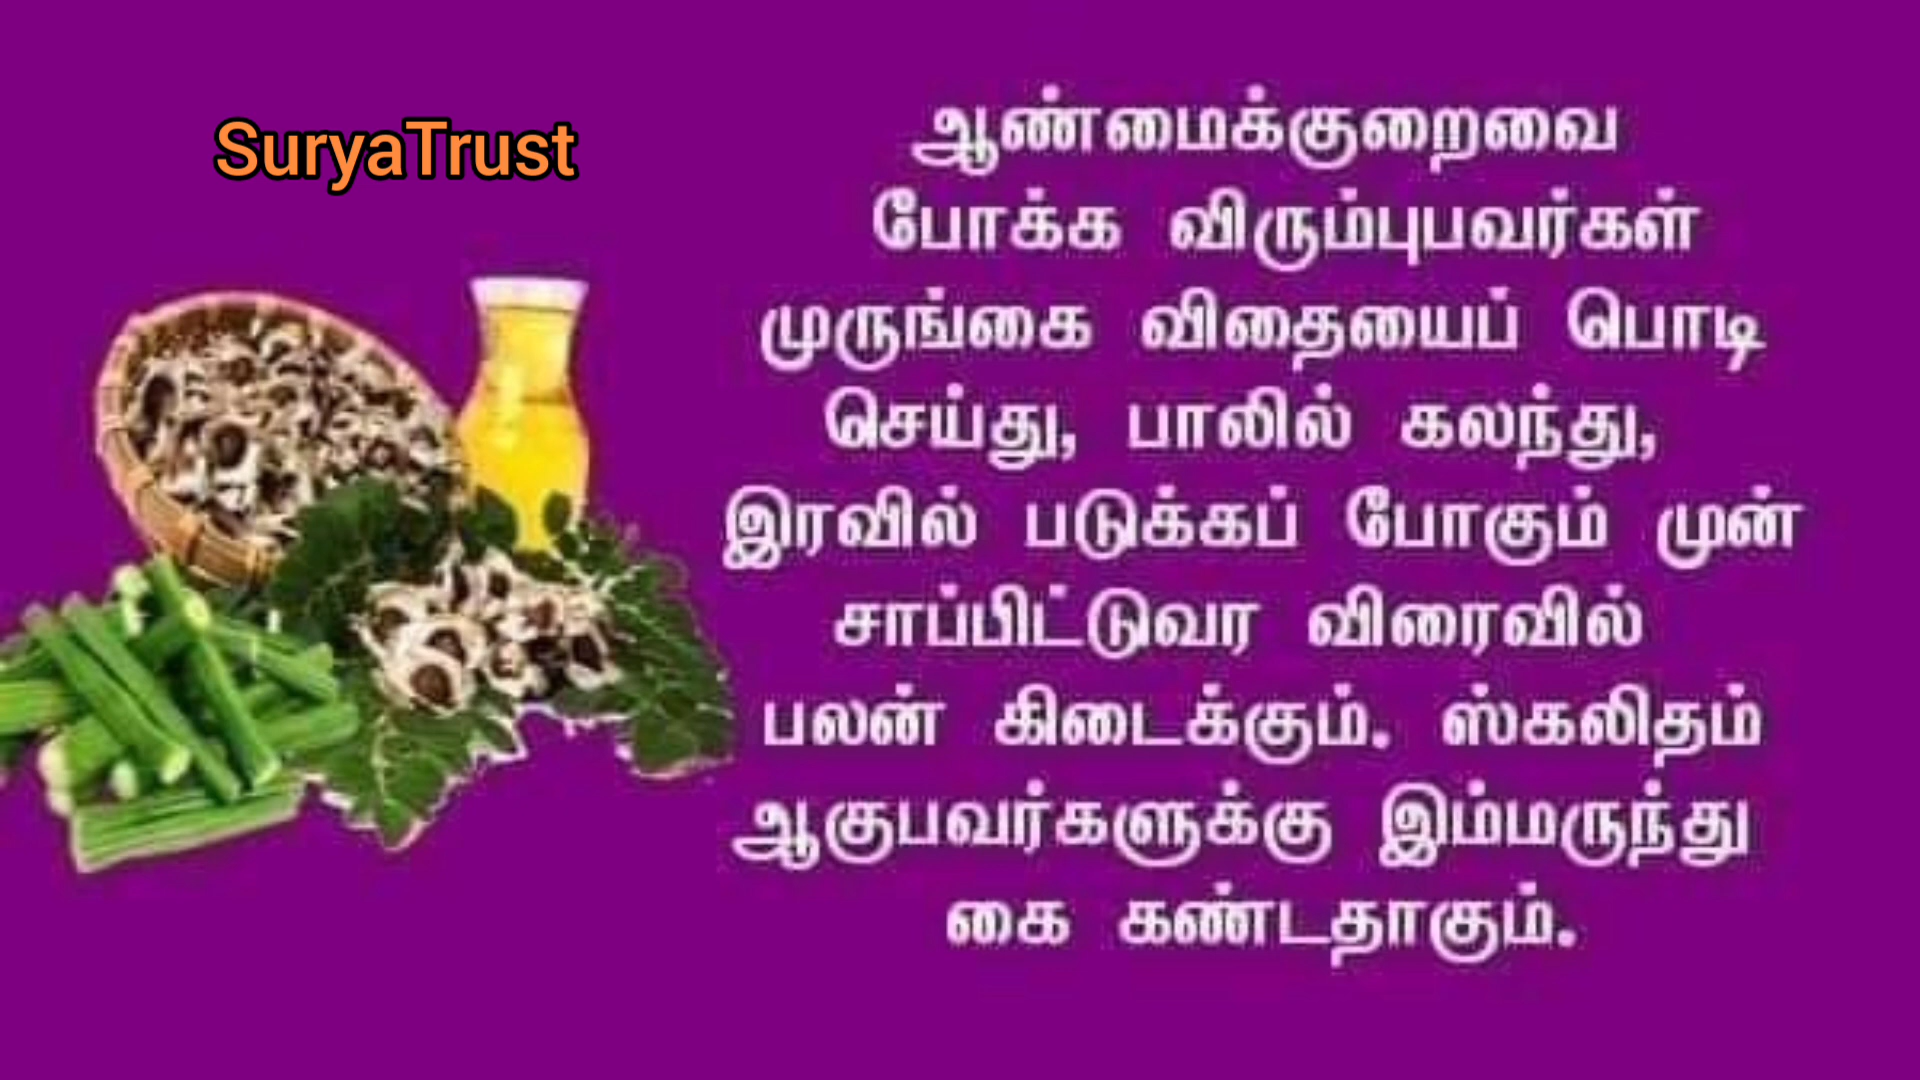 SuryaTrust
ஆண்மைக்குறைவை
போக்க விரும்புபவர்கள்
முருங்கை விதையைப் பொடி
செய்து, பாலில் கலந்து,
இரவில் படுக்கப் போகும் முன்
சாப்பிட்டுவர விரைவில்
பலன் கிடைக்கும். ஸ்கலிதம்
ஆகுபவர்களுக்கு இம்மருந்து
கை கண்டதாகும்.